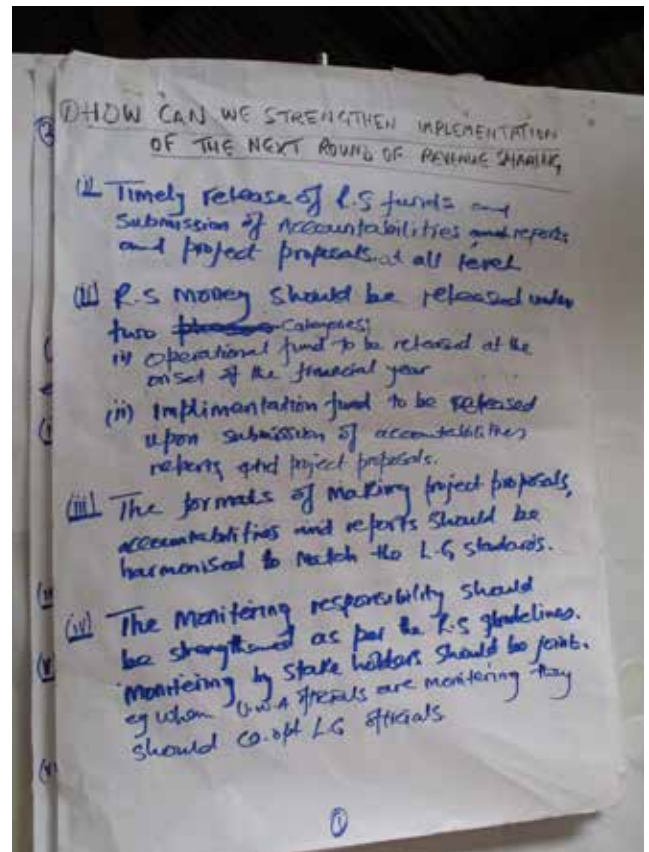 ① HOW CAN WE STRENGTHEN IMPLEMENTATION
OF THE NEXT ROUND OF REVENUE SHARING
(i) Timely release of R.S funds and
submission of Accountabilities and reports
and project proposals at all level
(ii) R.S money should be released under
two Categories;
(i) Operational fund to be released at the
onset of the financial year
(ii) Implimentation fund to be released
upon submission of accountabilities
reports and project proposals.
(iii) The formats of making project proposals,
accountabilities and reports should be
harmonised to match the L.G standards.
(iv) The monitering responsibility should
be strengthened as per the R.S guidelines.
monitering by stake holders should be joint.
eg when U.W.A officials are monitering they
should co-opt LG officials
①